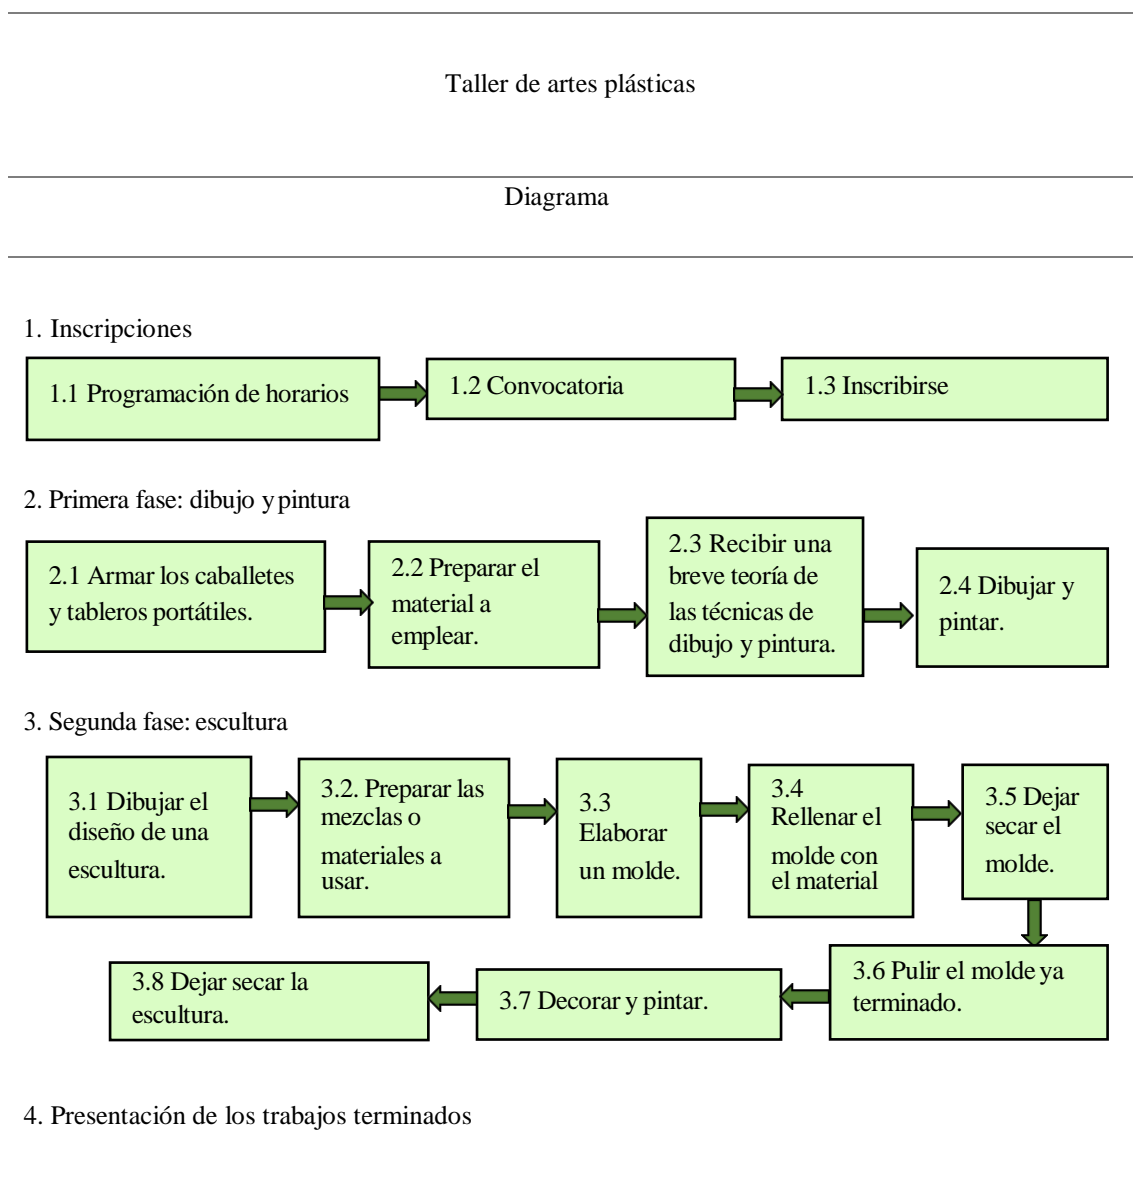 Taller de artes plásticas
Diagrama
1. Inscripciones
1.1 Programación de horarios
1.2 Convocatoria
1.3 Inscribirse
2. Primera fase: dibujo y pintura
2.1 Armar los caballetes
y tableros portátiles.
2.2 Preparar el
material a
emplear.
2.3 Recibir una
breve teoría de
las técnicas de
dibujo y pintura.
2.4 Dibujar y
pintar.
3. Segunda fase: escultura
3.1 Dibujar el
diseño de una
escultura.
3.2. Preparar las
mezclas o
materiales a
usar.
3.3
Elaborar
un molde.
3.4
Rellenar el
molde con
el material
3.5 Dejar
secar el
molde.
3.6 Pulir el molde ya
terminado.
3.7 Decorar y pintar.
3.8 Dejar secar la
escultura.
4. Presentación de los trabajos terminados